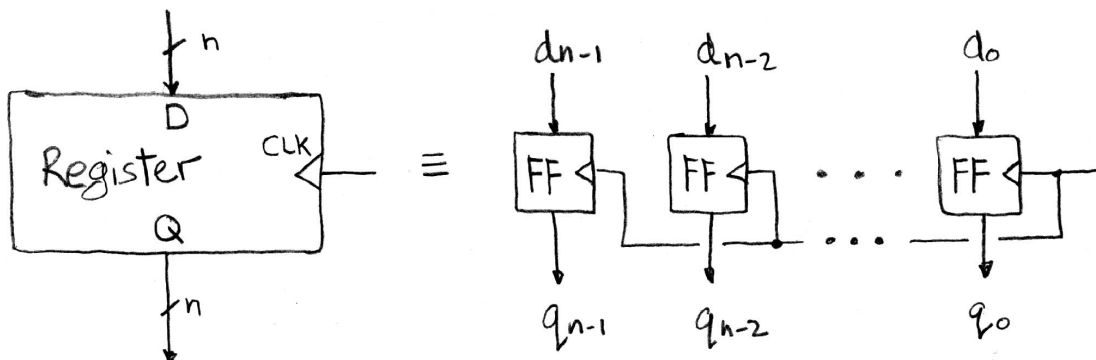 n
D
Register
CLK
Q
n
≡
dn-1 dn-2 d0
FF FF . . . FF
...
qn-1 qn-2 q0